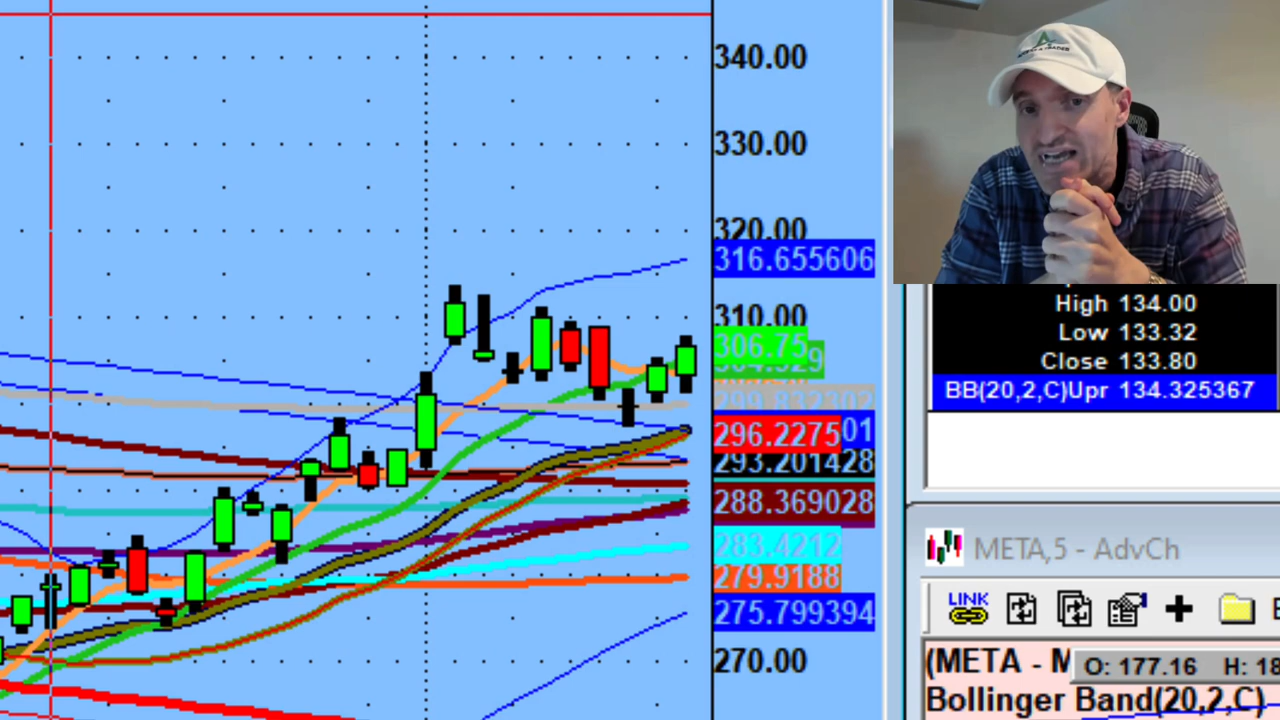 340.00
330.00
320.00
316.655606
310.00
306.75
296.2275
01
293.201428
288.369028
283.4212
279.9188
275.799394
270.00
High 134.00
Low 133.32
Close 133.80
BB(20,2,C)Upr 134.325367
META,5 - AdvCh
LINK
(META - M
O: 177.16 H: 18
Bollinger Band(20,2,C)